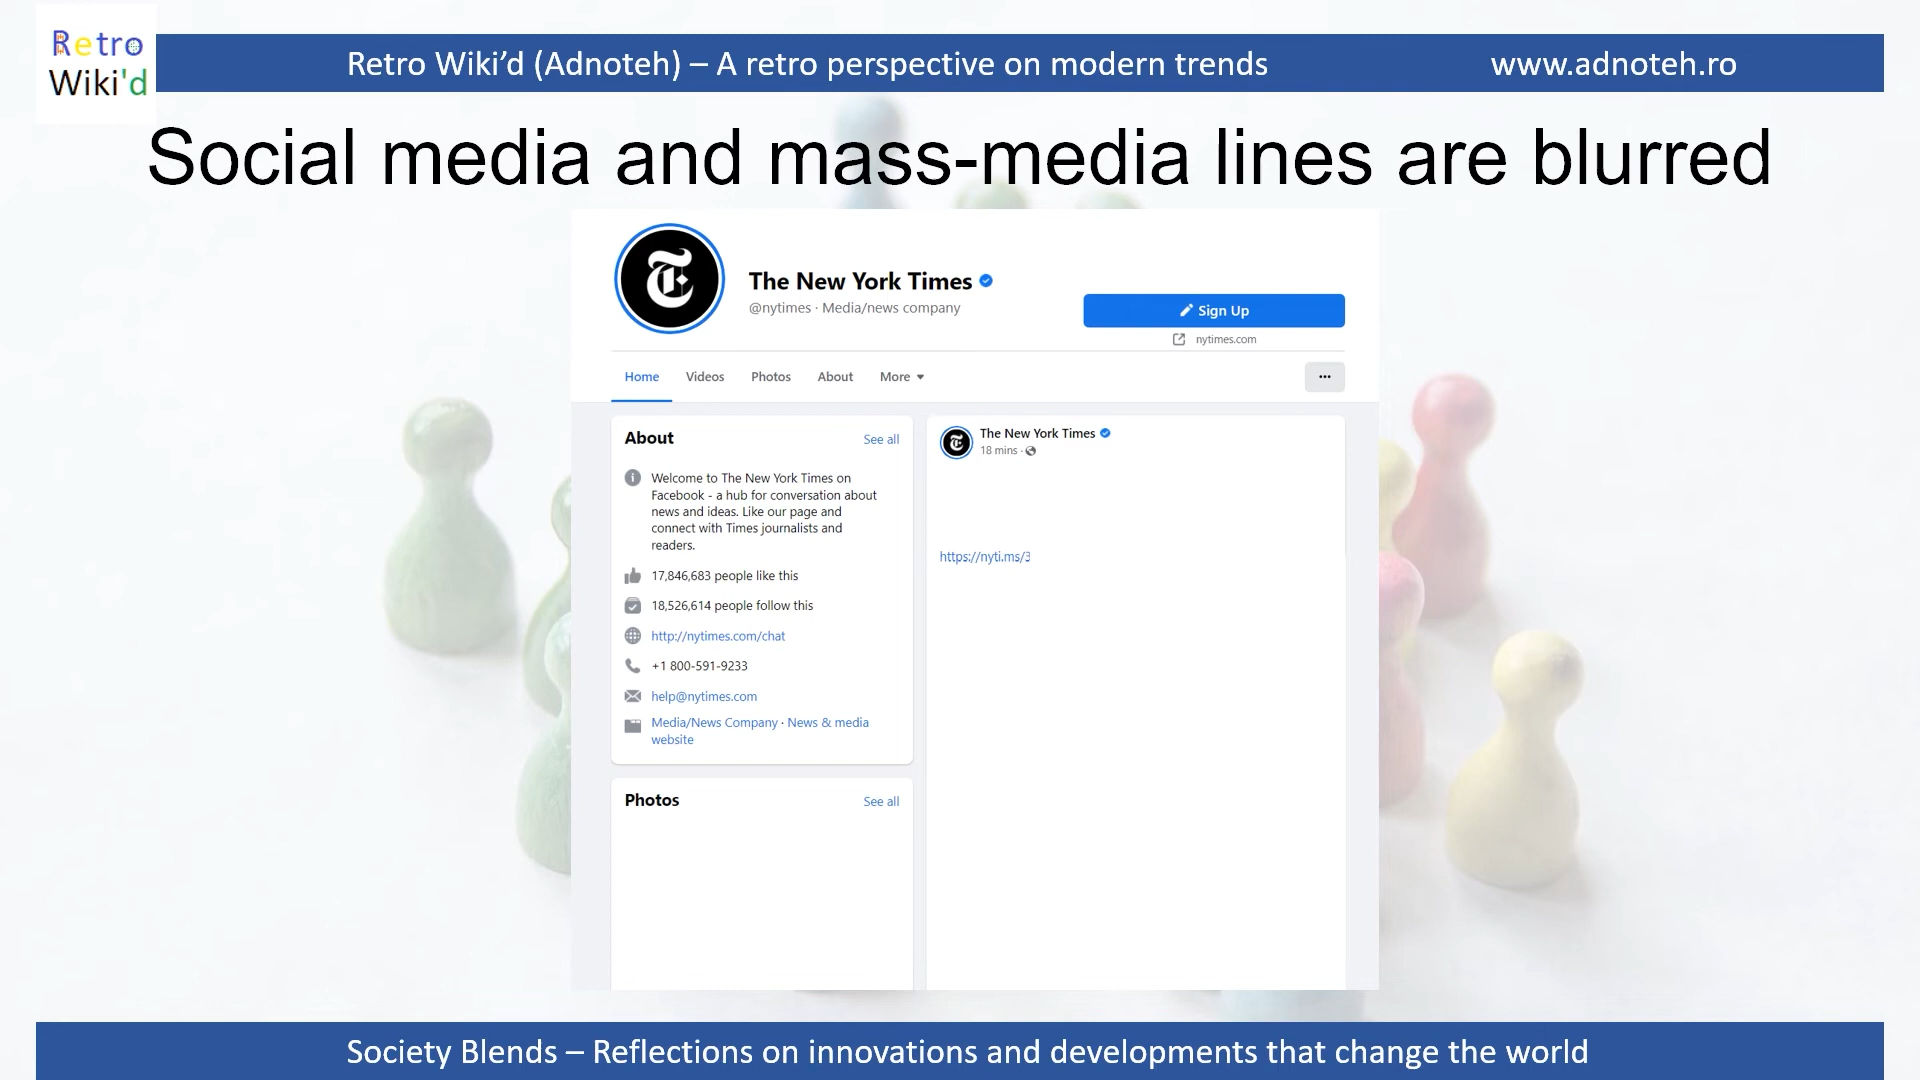 Retro
Wiki'd
Retro Wiki’d (Adnoteh) – A retro perspective on modern trends
www.adnoteh.ro
Social media and mass-media lines are blurred
The New York Times
@nytimes · Media/news company
Sign Up
nytimes.com
Home Videos Photos About More
About
See all
Welcome to The New York Times on
Facebook - a hub for conversation about
news and ideas. Like our page and
connect with Times journalists and
readers.
17,846,683 people like this
18,526,614 people follow this
http://nytimes.com/chat
+1 800-591-9233
help@nytimes.com
Media/News Company · News & media
website
Photos
See all
The New York Times
18 mins ·
https://nyti.ms/3
Society Blends – Reflections on innovations and developments that change the world